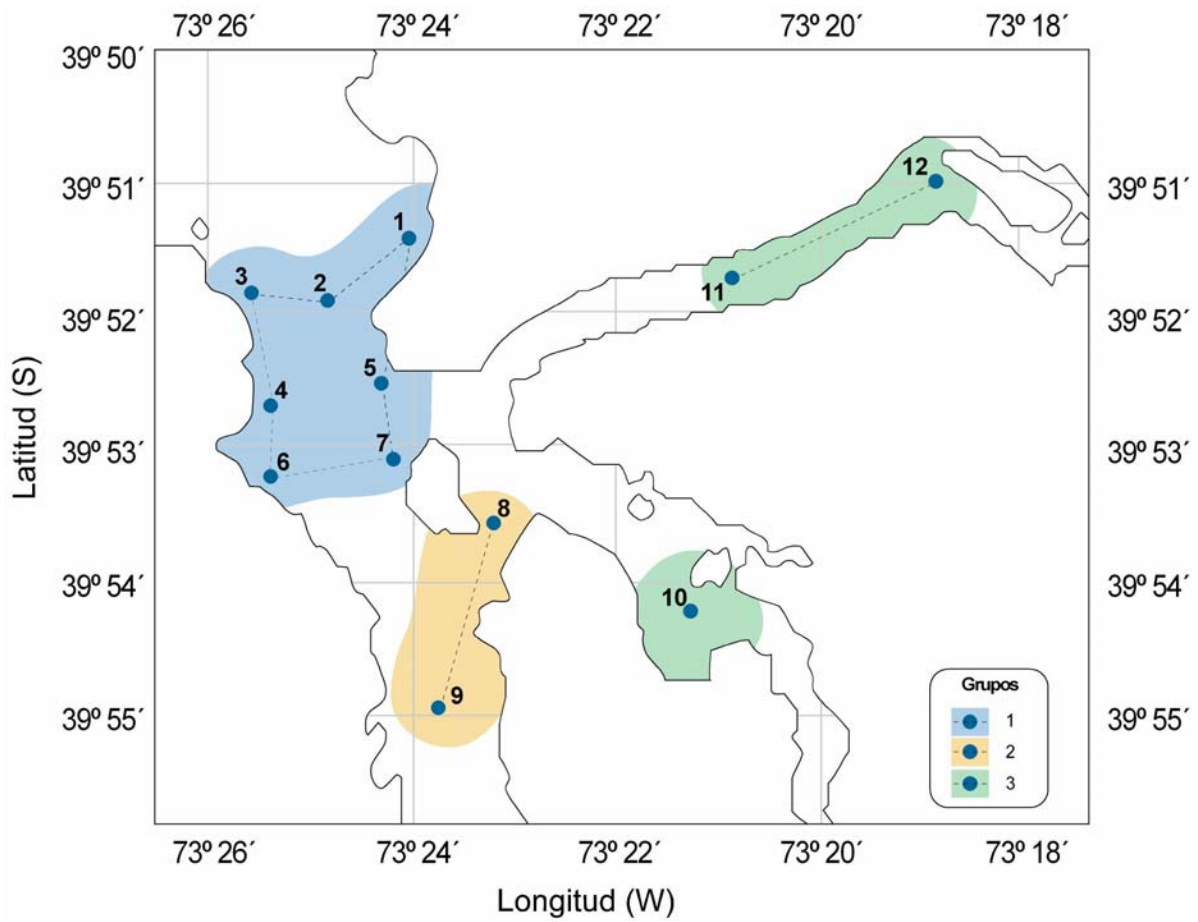 73º 26´ 73º 24´ 73º 22´ 73º 20´ 73º 18´
39º 50´
39º 51´ 39º 51´
39º 52´ 39º 52´
39º 53´ 39º 53´
39º 54´ 39º 54´
39º 55´ 39º 55´
Latitud (S)
12
1
3 2
11
5
4
7
6
8
10
9
Grupos
1
2
3
73º 26´ 73º 24´ 73º 22´ 73º 20´ 73º 18´
Longitud (W)